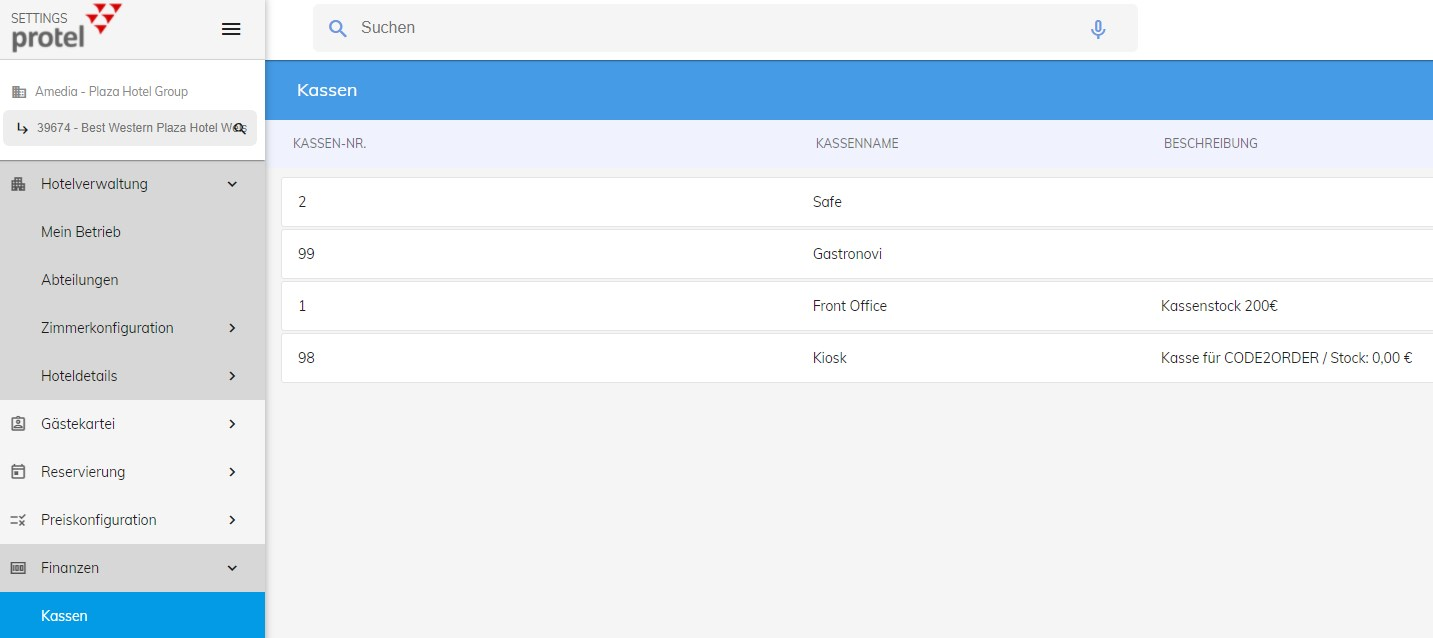 SETTINGS
protel
Suchen
Amedia - Plaza Hotel Group
39674 - Best Western Plaza Hotel
Hotelverwaltung
Mein Betrieb
Abteilungen
Zimmerkonfiguration
Hoteldetails
Gästekartei
Reservierung
Preiskonfiguration
Finanzen
Kassen
Kassen
KASSEN-NR. KASSENNAME BESCHREIBUNG
2 Safe
99 Gastronovi
1 Front Office Kassenstock 200€
98 Kiosk Kasse für CODE2ORDER / Stock: 0,00 €